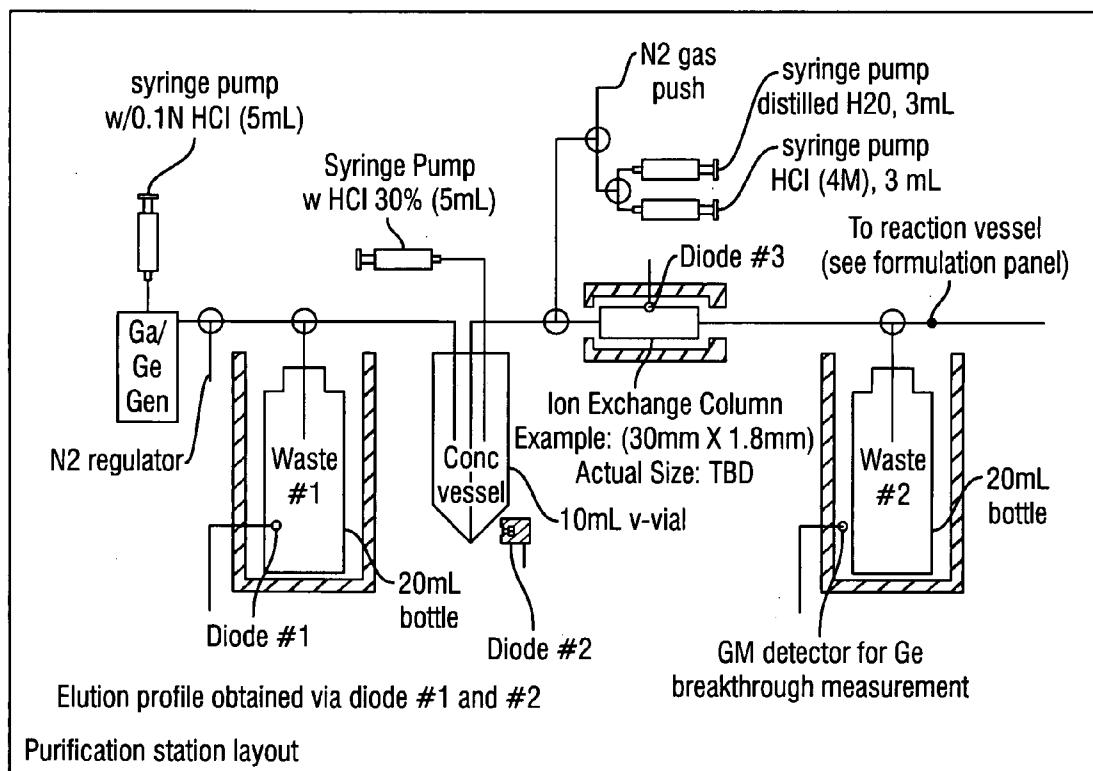 N2 gas
push
syringe pump
distilled H20, 3mL
syringe pump
HCl (4M), 3 mL
syringe pump
w/0.1N HCl (5mL)
Syringe Pump
w HCl 30% (5mL)
To reaction vessel
(see formulation panel)
Diode #3
Ga/
Ge
Gen
N2 regulator
Waste
#1
Conc
vessel
Ion Exchange Column
Example: (30mm X 1.8mm)
Actual Size: TBD
10mL v-vial
Waste
#2
20mL
bottle
20mL
bottle
Diode #1
Diode #2
GM detector for Ge
breakthrough measurement
Elution profile obtained via diode #1 and #2
Purification station layout